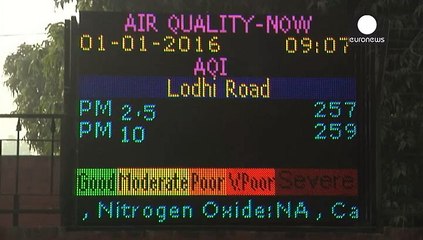 AIR QUALITY-NOW
euronews
01-01-2016 09:07
AQI
Lodhi Road
PM 2.5 257
PM 10 259
Good Moderate Poor V.Poor Severe
, Nitrogen Oxide:NA , Ca